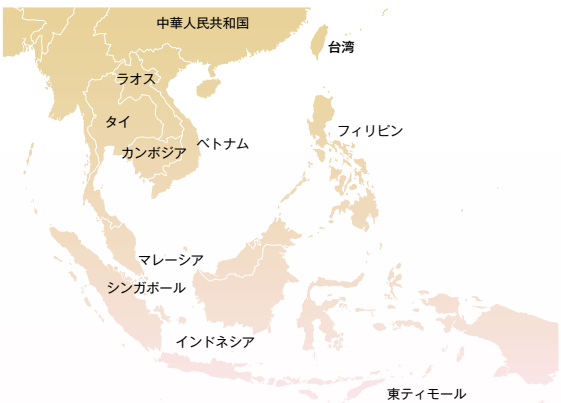 中華人民共和国
台湾
ラオス
タイ
フィリピン
ベトナム
カンボジア
マレーシア
シンガポール
インドネシア
東ティモール